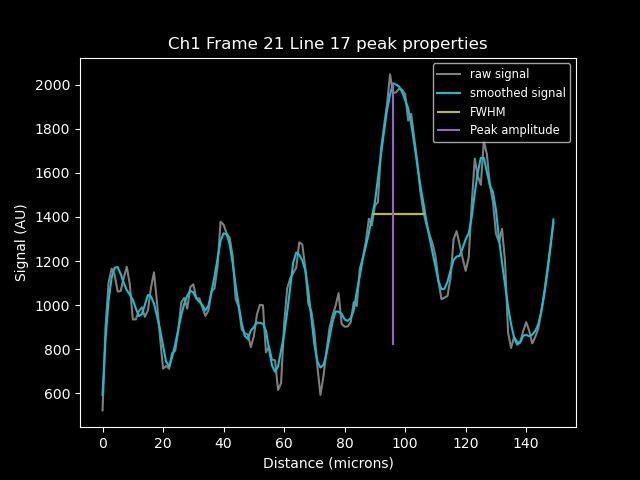 Ch1 Frame 21 Line 17 peak properties
raw signal
smoothed signal
FWHM
Peak amplitude
Signal (AU)
2000
1800
1600
1400
1200
1000
800
600
0 20 40 60 80 100 120 140
Distance (microns)